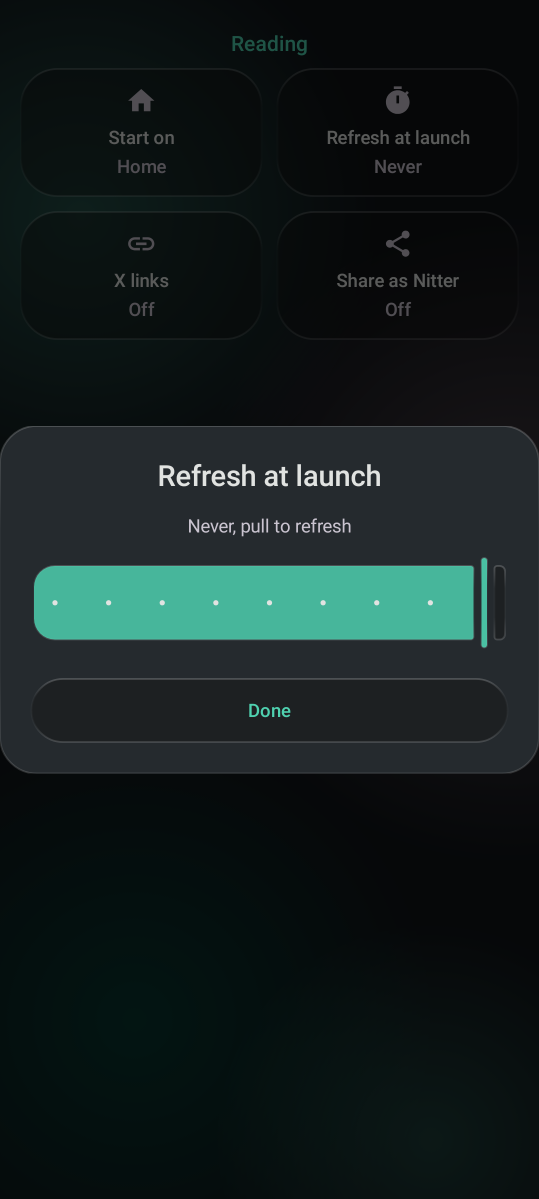 Reading
Start on
Home
Refresh at launch
Never
X links
Off
Share as Nitter
Off
Refresh at launch
Never, pull to refresh
Done